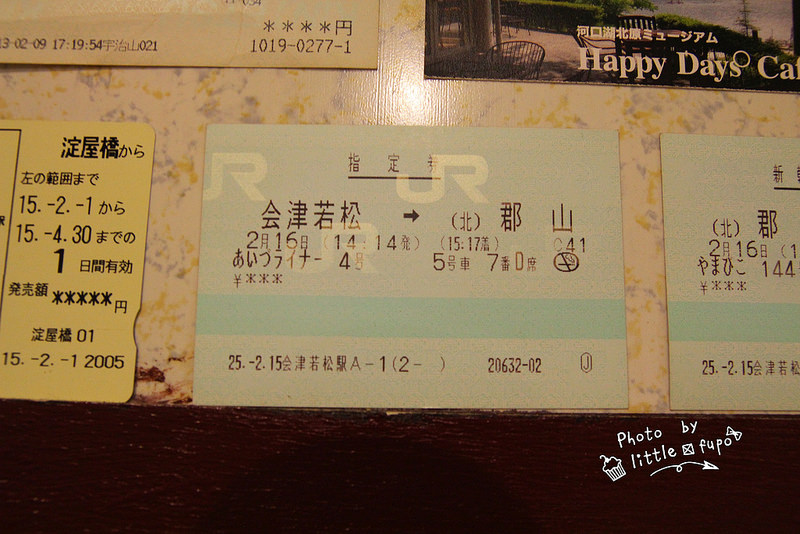 13-02-09 17:19:54宇治山021
****円
1019-0277-1
河口湖北原ミュージアム
Happy Days Caf
淀屋橋から
左の範囲まで
15.-2.-1から
15.-4.30までの
1日間有効
発売額*****円
淀屋橋01
15.-2.-1 2005
JR JR
指定券
会津若松 → (北)郡山
2月16日 (14:14発) (15:17着) C41
あいづライナー 4号 5号車 7番D席
¥***
25.-2.15会津若松駅A-1(2- ) 20632-02 J
(北)郡
2月16日 (1
やまびこ 144
¥***
25.-2.15会津若松
Photo by
little fupo